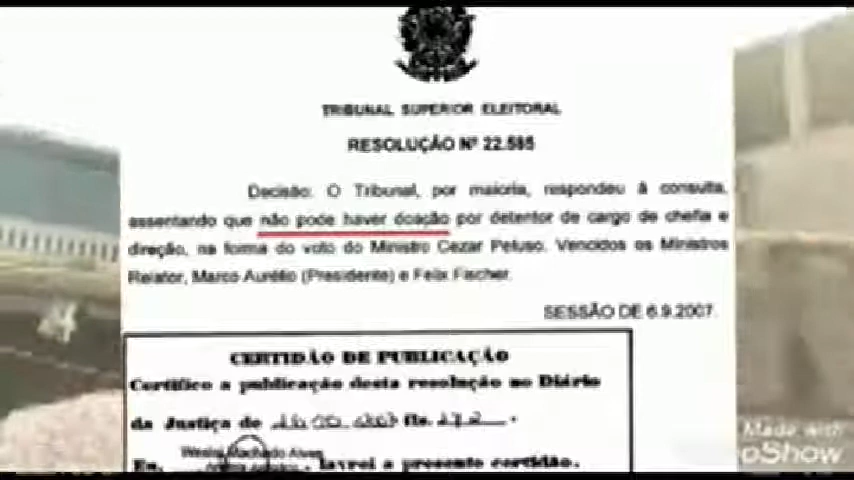 TRIBUNAL SUPERIOR ELEITORAL
RESOLUÇÃO Nº 22.585
Decisão: O Tribunal, por maioria, respondeu à consulta,
assentando que não pode haver doação por detentor de cargo de chefia e
direção, na forma do voto do Ministro Cezar Peluso. Vencidos os Ministros
Relator, Marco Aurélio (Presidente) e Felix Fischer.
SESSÃO DE 6.9.2007.
CERTIDÃO DE PUBLICAÇÃO
Certifico a publicação desta resolução no Diário
da Justiça de fls.
Eu, Machado Alves, lavrei a presente certidão.
Made with
Show